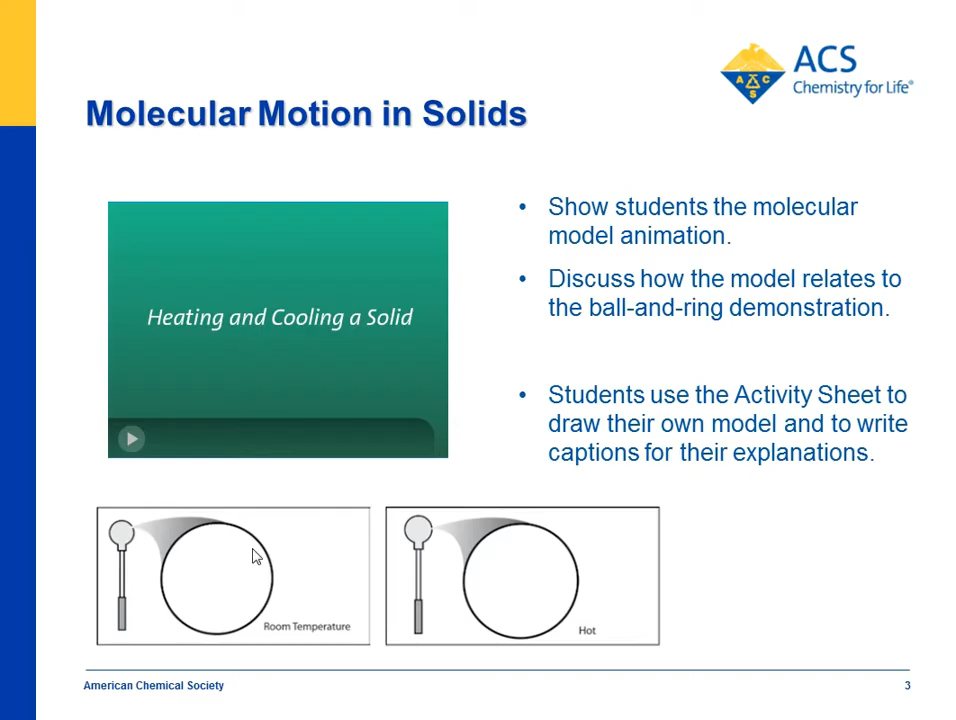 ACS
Chemistry for Life®
A C C
S
Molecular Motion in Solids
Heating and Cooling a Solid
• Show students the molecular
model animation.
• Discuss how the model relates to
the ball-and-ring demonstration.
• Students use the Activity Sheet to
draw their own model and to write
captions for their explanations.
Room Temperature
Hot
American Chemical Society
3